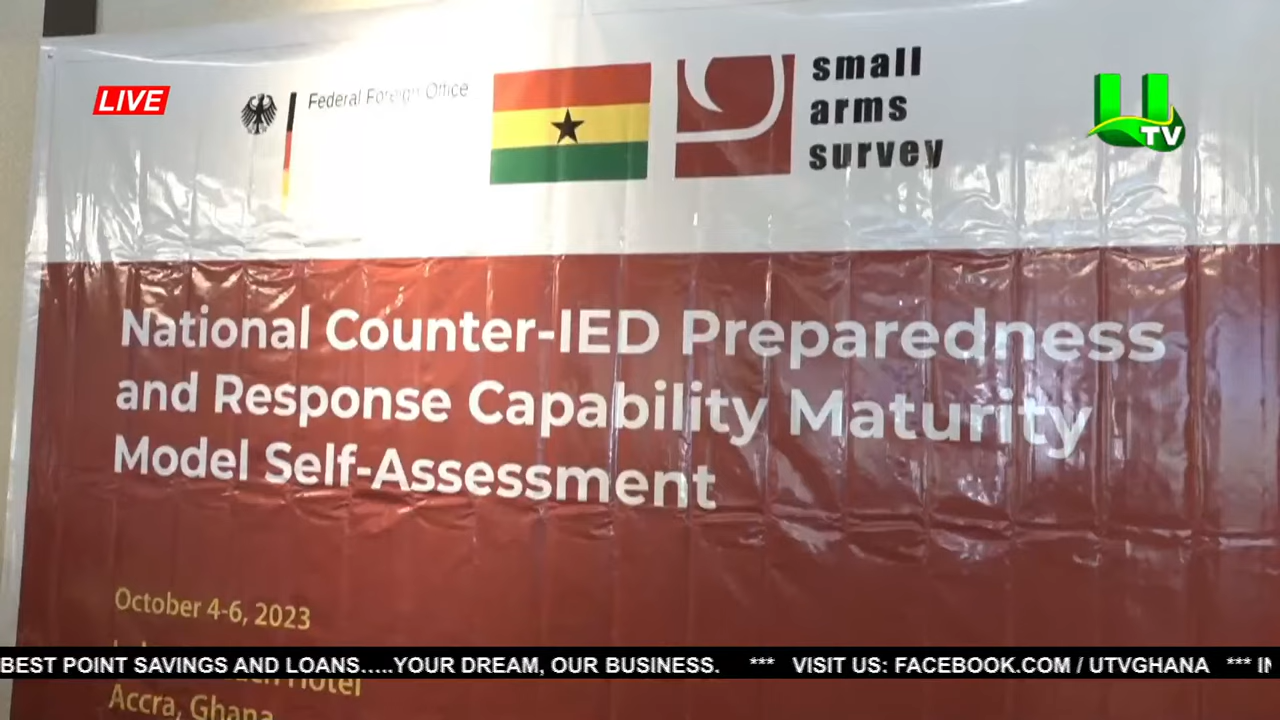 LIVE
Federal Foreign Office
small
arms
survey
U
TV
National Counter-IED Preparedness
and Response Capability Maturity
Model Self-Assessment
October 4-6, 2023
Hotel
Accra, Ghana
BEST POINT SAVINGS AND LOANS.....YOUR DREAM, OUR BUSINESS. *** VISIT US: FACEBOOK.COM / UTVGHANA ***